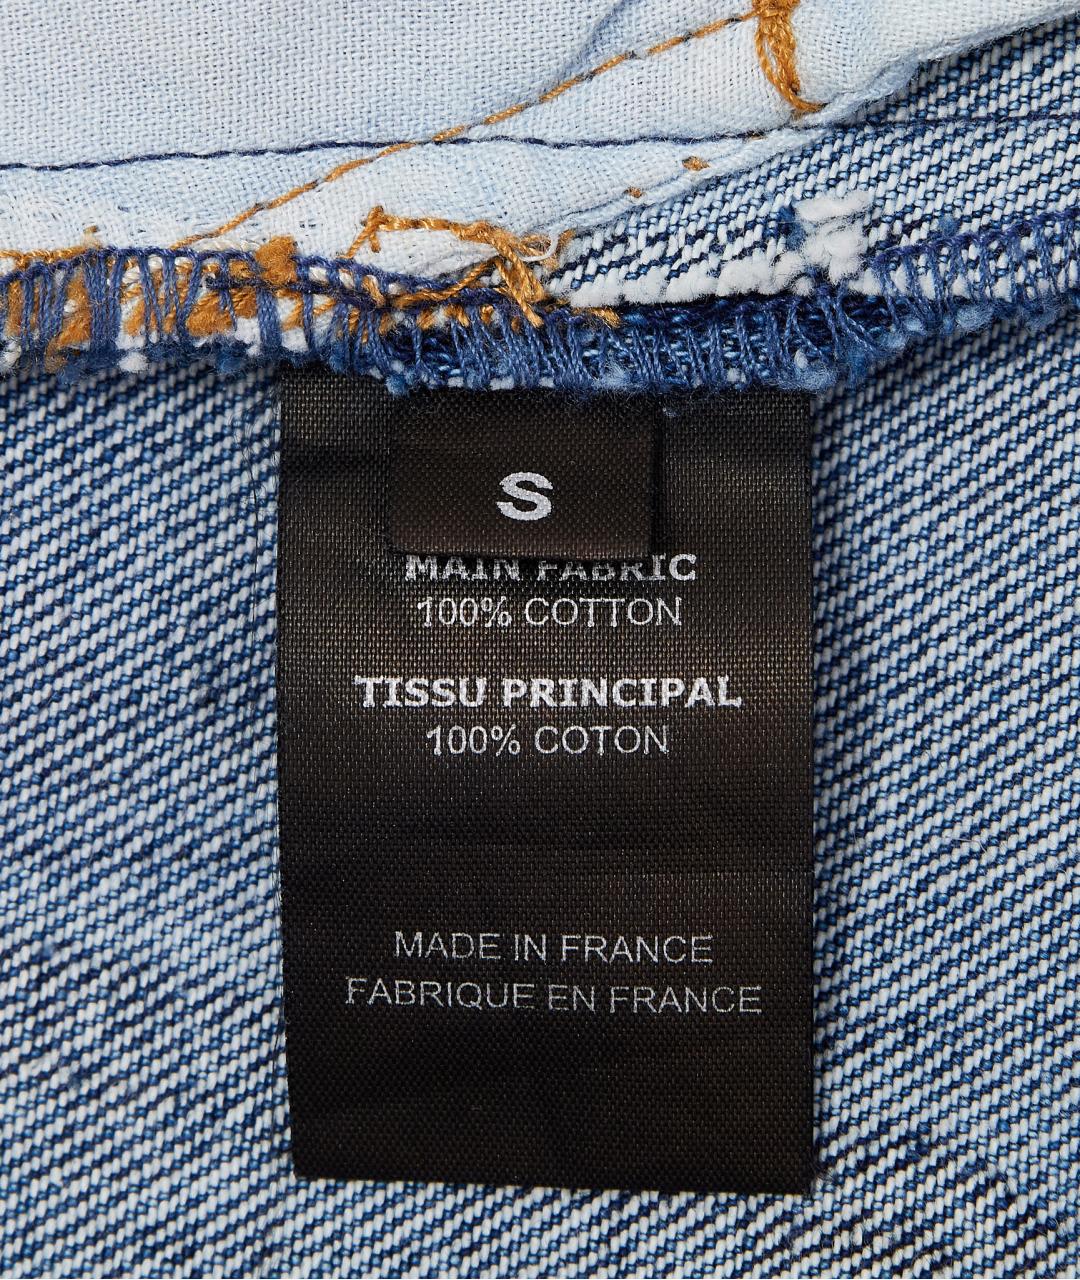 S
MAIN FABRIC
100% COTTON
TISSU PRINCIPAL
100% COTON
MADE IN FRANCE
FABRIQUE EN FRANCE